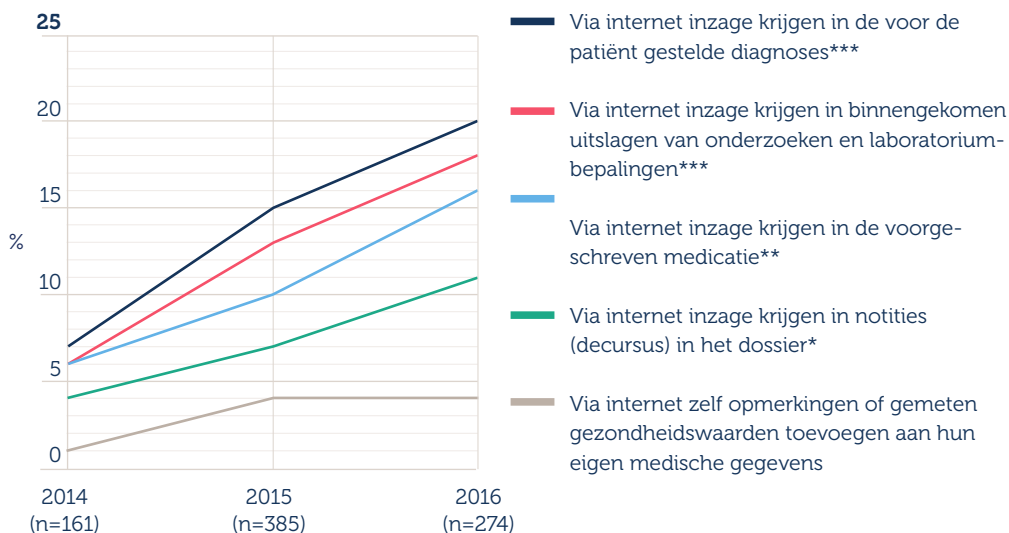 25
20
15
%
10
5
0
2014
(n=161)
2015
(n=385)
2016
(n=274)
Via internet inzage krijgen in de voor de
patiënt gestelde diagnoses***
Via internet inzage krijgen in binnengekomen
uitslagen van onderzoeken en laboratorium-
bepalingen***
Via internet inzage krijgen in de voorge-
schreven medicatie**
Via internet inzage krijgen in notities
(decursus) in het dossier*
Via internet zelf opmerkingen of gemeten
gezondheidswaarden toevoegen aan hun
eigen medische gegevens